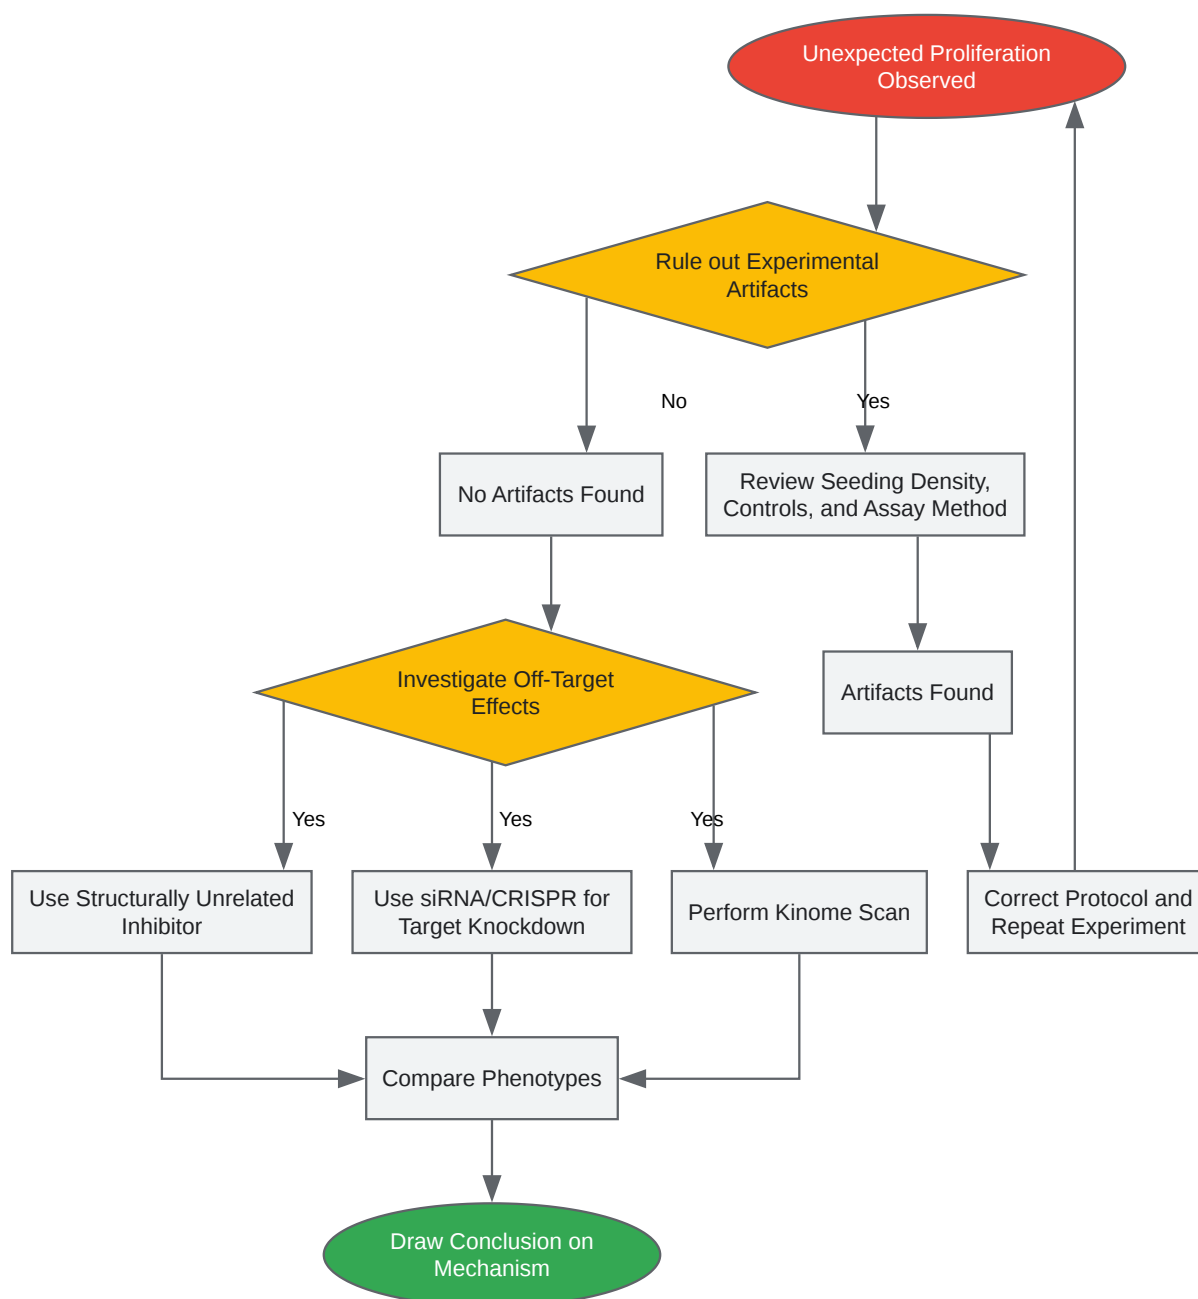 Unexpected Proliferation
Observed
Rule out Experimental
Artifacts
No
Yes
No Artifacts Found
Review Seeding Density,
Controls, and Assay Method
Investigate Off-Target
Effects
Artifacts Found
Yes
Yes
Yes
Use Structurally Unrelated
Inhibitor
Use siRNA/CRISPR for
Target Knockdown
Perform Kinome Scan
Correct Protocol and
Repeat Experiment
Compare Phenotypes
Draw Conclusion on
Mechanism